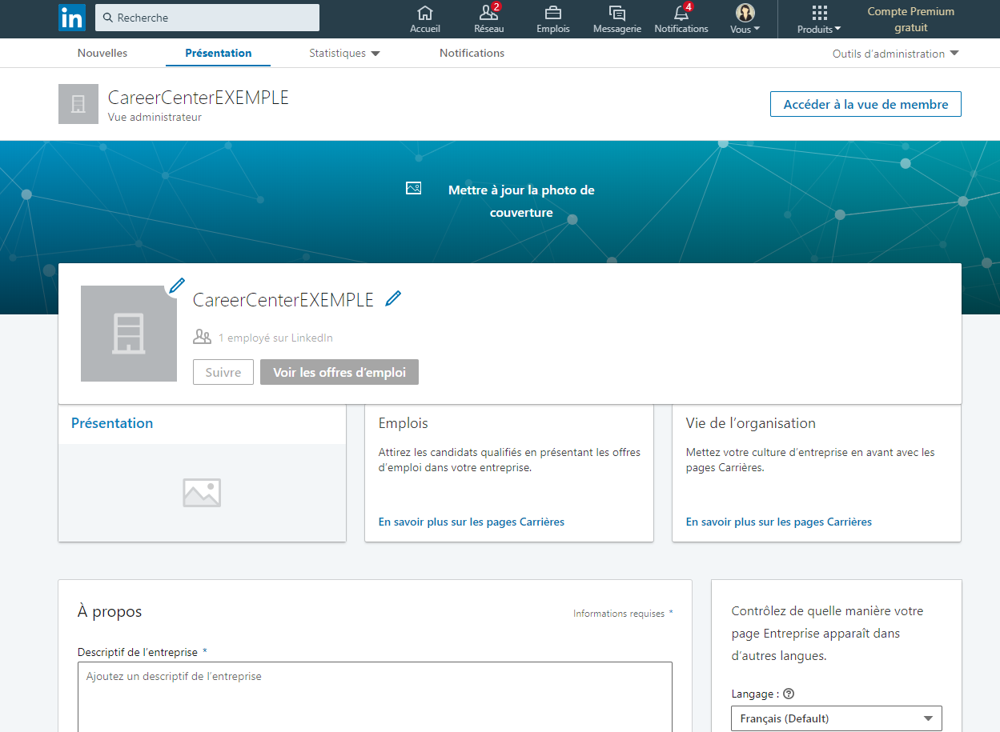 in
Recherche
Accueil
2
Réseau
Emplois
Messagerie
4
Notifications
Vous
Produits
Compte Premium
gratuit
Nouvelles
Présentation
Statistiques
Notifications
Outils d'administration
CareerCenterEXEMPLE
Vue administrateur
Accéder à la vue de membre
Mettre à jour la photo de
couverture
CareerCenterEXEMPLE
1 employé sur LinkedIn
Suivre
Voir les offres d'emploi
Présentation
Emplois
Attirez les candidats qualifiés en présentant les offres
d'emploi dans votre entreprise.
En savoir plus sur les pages Carrières
Vie de l'organisation
Mettez votre culture d'entreprise en avant avec les
pages Carrières.
En savoir plus sur les pages Carrières
À propos
Informations requises *
Descriptif de l'entreprise *
Ajoutez un descriptif de l'entreprise
Contrôlez de quelle manière votre
page Entreprise apparaît dans
d'autres langues.
Langage : ?
Français (Default)